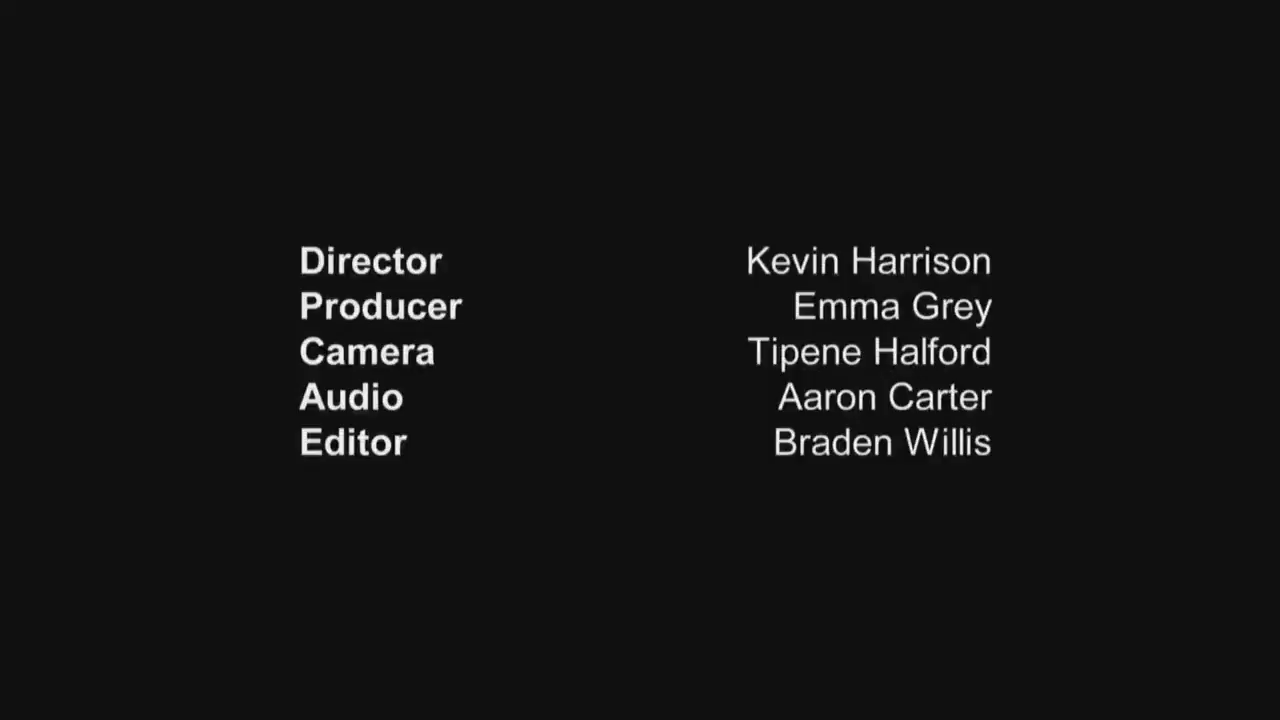 Director Kevin Harrison
Producer Emma Grey
Camera Tipene Halford
Audio Aaron Carter
Editor Braden Willis